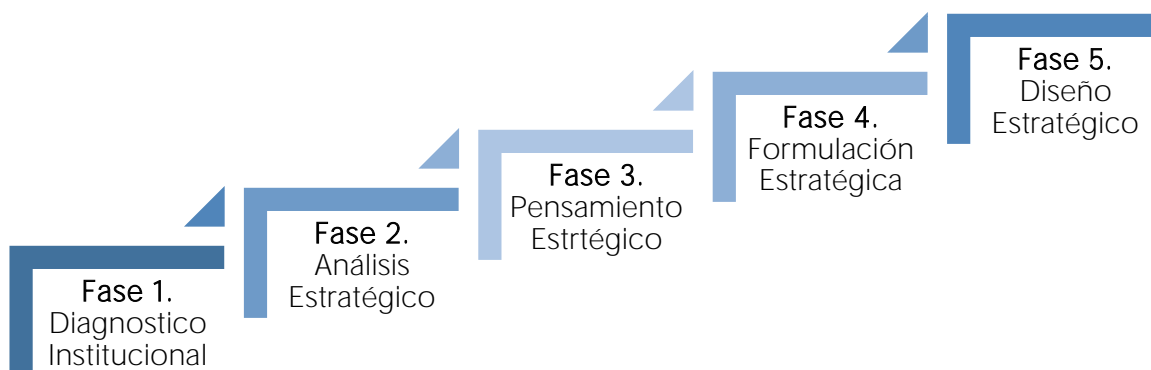 Fase 1.
Diagnostico
Institucional
Fase 2.
Análisis
Estratégico
Fase 3.
Pensamiento
Estrtégico
Fase 4.
Formulación
Estratégica
Fase 5.
Diseño
Estratégico